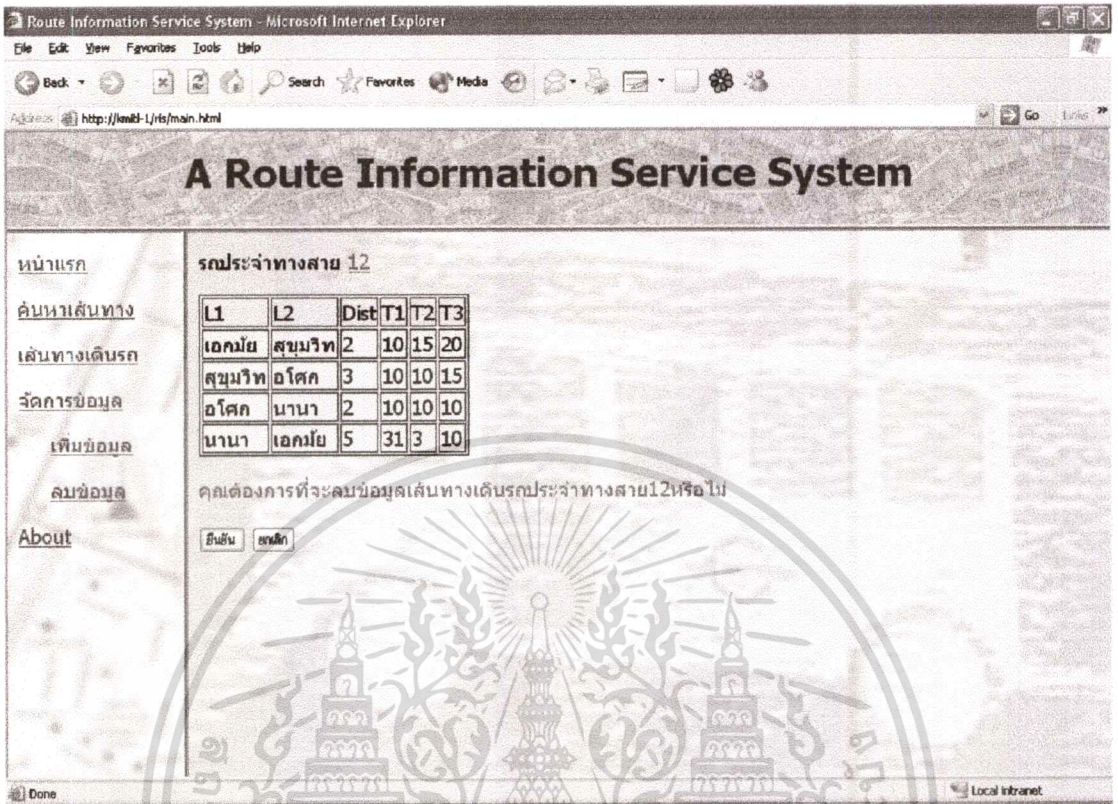 Route Information Service System - Microsoft Internet Explorer
File Edit View Favorites Tools Help
Back Search Favorites Media
Address http://kmitl-1/ris/main.html Go Links »
A Route Information Service System
หน้าแรก
ค้นหาเส้นทาง
เส้นทางเดินรถ
จัดการข้อมูล
เพิ่มข้อมูล
ลบข้อมูล
About
รถประจำทางสาย 12
L1 L2 Dist T1 T2 T3
เอกมัย สุขุมวิท 2 10 15 20
สุขุมวิท อโศก 3 10 10 15
อโศก นานา 2 10 10 10
นานา เอกมัย 5 31 3 10
คุณต้องการที่จะลบข้อมูลเส้นทางเดินรถประจำทางสาย12หรือไม่
ยืนยัน ยกเลิก
Done Local intranet